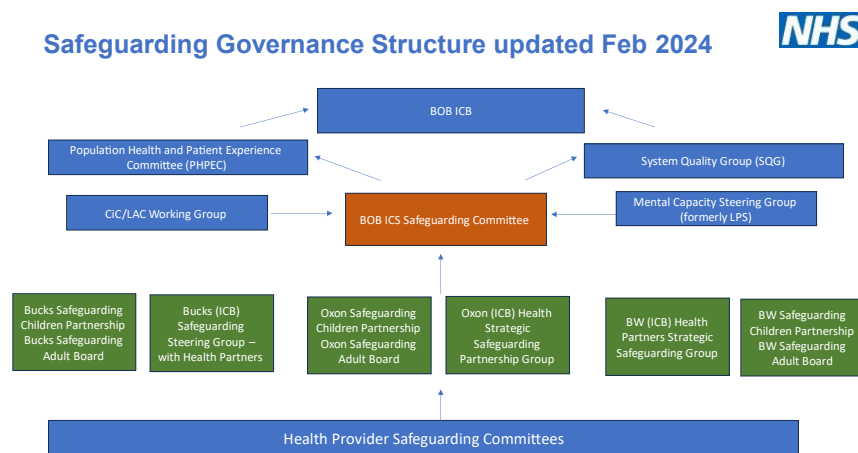 Safeguarding Governance Structure updated Feb 2024
NHS
BOB ICB
Population Health and Patient Experience
Committee (PHPEC)
System Quality Group (SQG)
CiC/LAC Working Group
BOB ICS Safeguarding Committee
Mental Capacity Steering Group
(formerly LPS)
Bucks Safeguarding
Children Partnership
Bucks Safeguarding
Adult Board
Bucks (ICB)
Safeguarding
Steering Group –
with Health Partners
Oxon Safeguarding
Children Partnership
Oxon Safeguarding
Adult Board
Oxon (ICB) Health
Strategic
Safeguarding
Partnership Group
BW (ICB) Health
Partners Strategic
Safeguarding Group
BW Safeguarding
Children Partnership
BW Safeguarding
Adult Board
Health Provider Safeguarding Committees